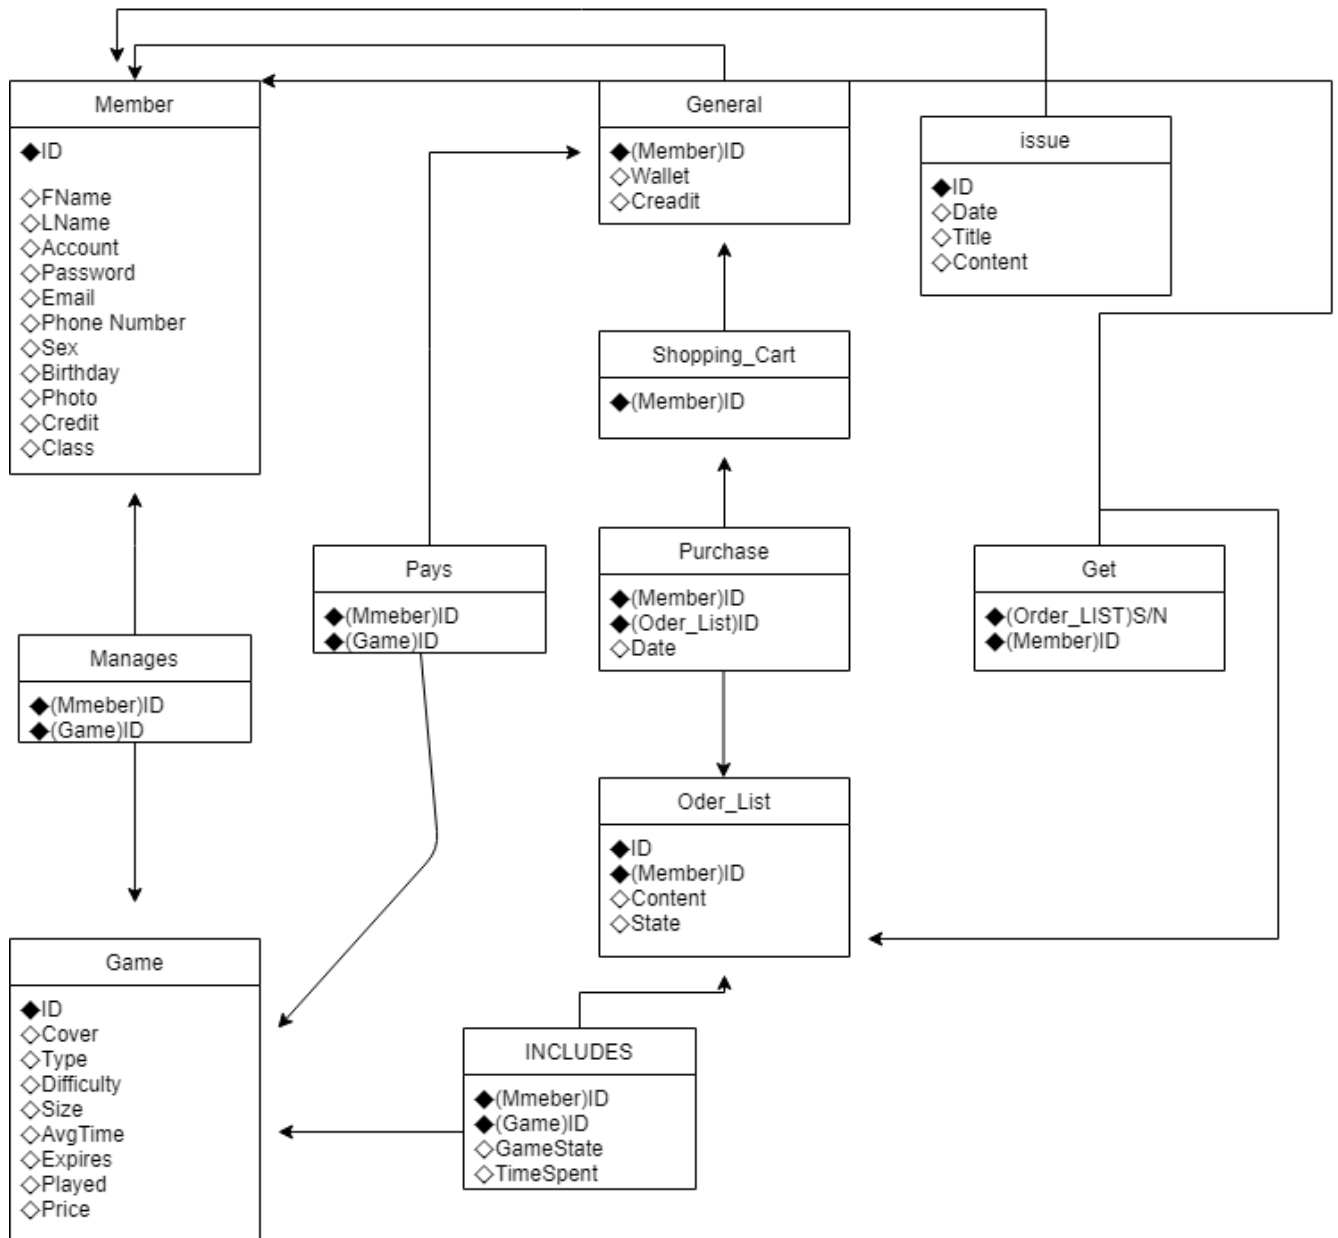 Member
◆ID
◇FName
◇LName
◇Account
◇Password
◇Email
◇Phone Number
◇Sex
◇Birthday
◇Photo
◇Credit
◇Class
General
◆(Member)ID
◇Wallet
◇Creadit
issue
◆ID
◇Date
◇Title
◇Content
Shopping_Cart
◆(Member)ID
Pays
◆(Mmeber)ID
◆(Game)ID
Purchase
◆(Member)ID
◆(Oder_List)ID
◇Date
Get
◆(Order_LIST)S/N
◆(Member)ID
Manages
◆(Mmeber)ID
◆(Game)ID
Oder_List
◆ID
◆(Member)ID
◇Content
◇State
Game
◆ID
◇Cover
◇Type
◇Difficulty
◇Size
◇AvgTime
◇Expires
◇Played
◇Price
INCLUDES
◆(Mmeber)ID
◆(Game)ID
◇GameState
◇TimeSpent